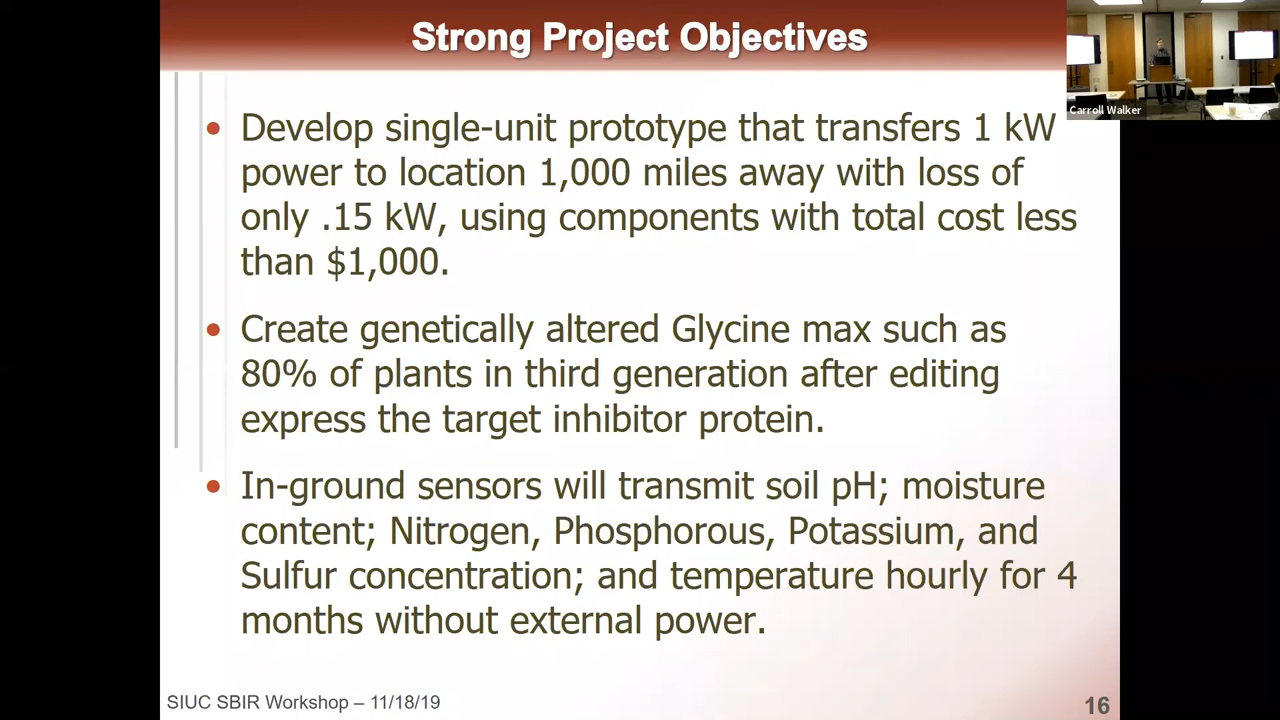 Strong Project Objectives
Carroll Walker
• Develop single-unit prototype that transfers 1 kW
power to location 1,000 miles away with loss of
only .15 kW, using components with total cost less
than $1,000.
• Create genetically altered Glycine max such as
80% of plants in third generation after editing
express the target inhibitor protein.
• In-ground sensors will transmit soil pH; moisture
content; Nitrogen, Phosphorous, Potassium, and
Sulfur concentration; and temperature hourly for 4
months without external power.
SIUC SBIR Workshop – 11/18/19
16